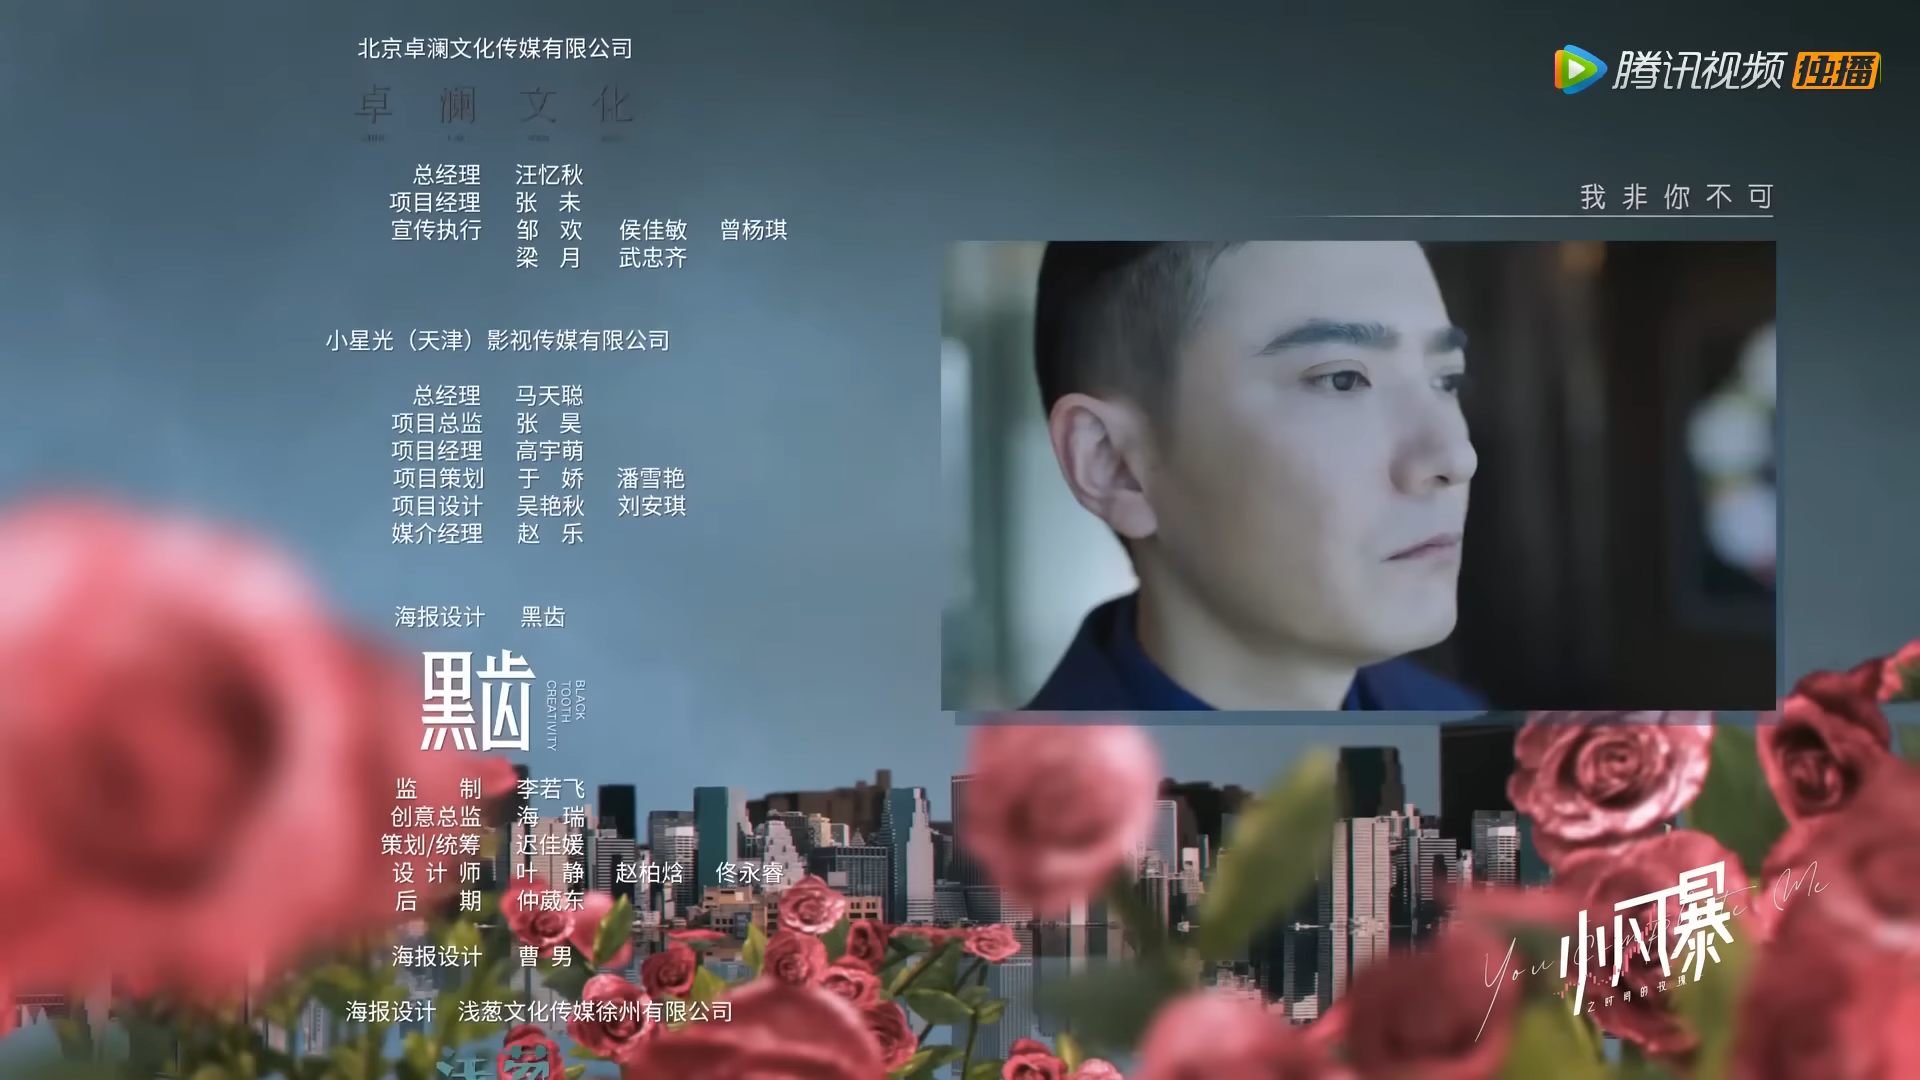 北京卓澜文化传媒有限公司
卓澜文化
总经理 汪忆秋
项目经理 张 未
宣传执行 邹 欢 侯佳敏 曾杨琪
梁 月 武忠齐
小星光（天津）影视传媒有限公司
总经理 马天聪
项目总监 张 昊
项目经理 高宇萌
项目策划 于 娇 潘雪艳
项目设计 吴艳秋 刘安琪
媒介经理 赵 乐
海报设计 黑齿
黑齿
BLACK
TOOTH
CREATIVITY
监 制 李若飞
创意总监 海 瑞
策划/统筹 迟佳媛
设计师 叶 静 赵柏焓 佟永睿
后 期 仲葳东
海报设计 曹 男
海报设计 浅葱文化传媒徐州有限公司
腾讯视频 独播
我非你不可
小风暴
之时间的玫瑰
You Complete Me